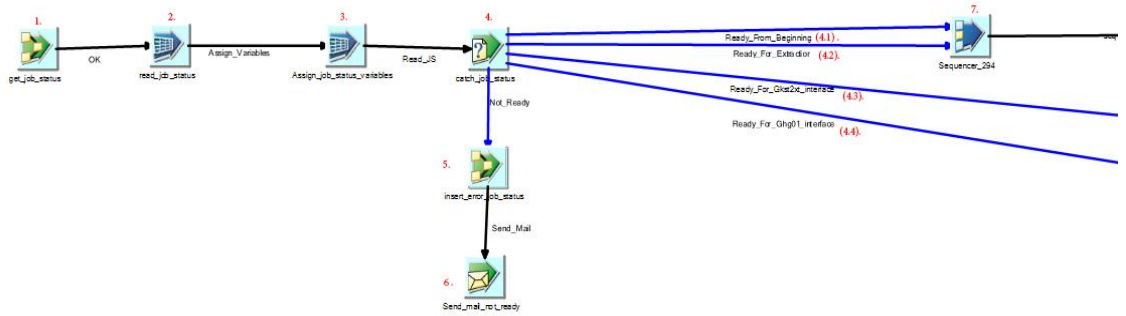 1.
2.
3.
4.
7.
Ready_From_Beginning (4.1).
OK
Assign_Variables
Read_JS
Ready_For_Extraction (4.2).
get_job_status
read_job_status
Assign_job_status_variables
catch_job_status
Sequencer_294
Ready_For_Gkst2xt_interface (4.3).
Not_Ready
Ready_For_Ghg01_interface (4.4).
5.
insert_error_job_status
Send_Mail
6.
Send_mail_not_ready